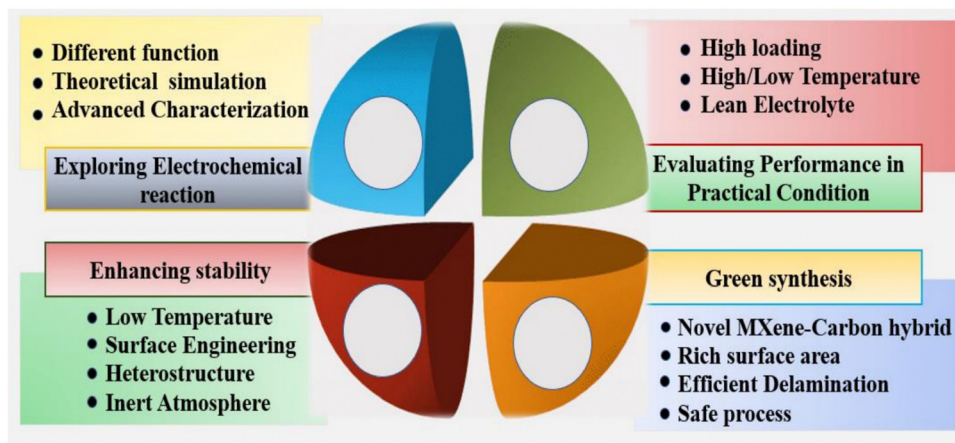 Different function
Theoretical simulation
Advanced Characterization
Exploring Electrochemical
reaction
High loading
High/Low Temperature
Lean Electrolyte
Evaluating Performance in
Practical Condition
Enhancing stability
Low Temperature
Surface Engineering
Heterostructure
Inert Atmosphere
Green synthesis
Novel MXene-Carbon hybrid
Rich surface area
Efficient Delamination
Safe process